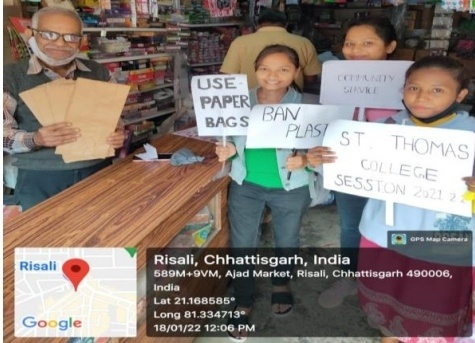 USE
PAPER
BAGS
BAN
PLAST
COMMUNITY
SERVICE
ST. THOMAS
COLLEGE
SESSION 2021 2
GPS Map Camera
Risali
Google
Risali, Chhattisgarh, India
589M+9VM, Ajad Market, Risali, Chhattisgarh 490006,
India
Lat 21.168585°
Long 81.334713°
18/01/22 12:06 PM